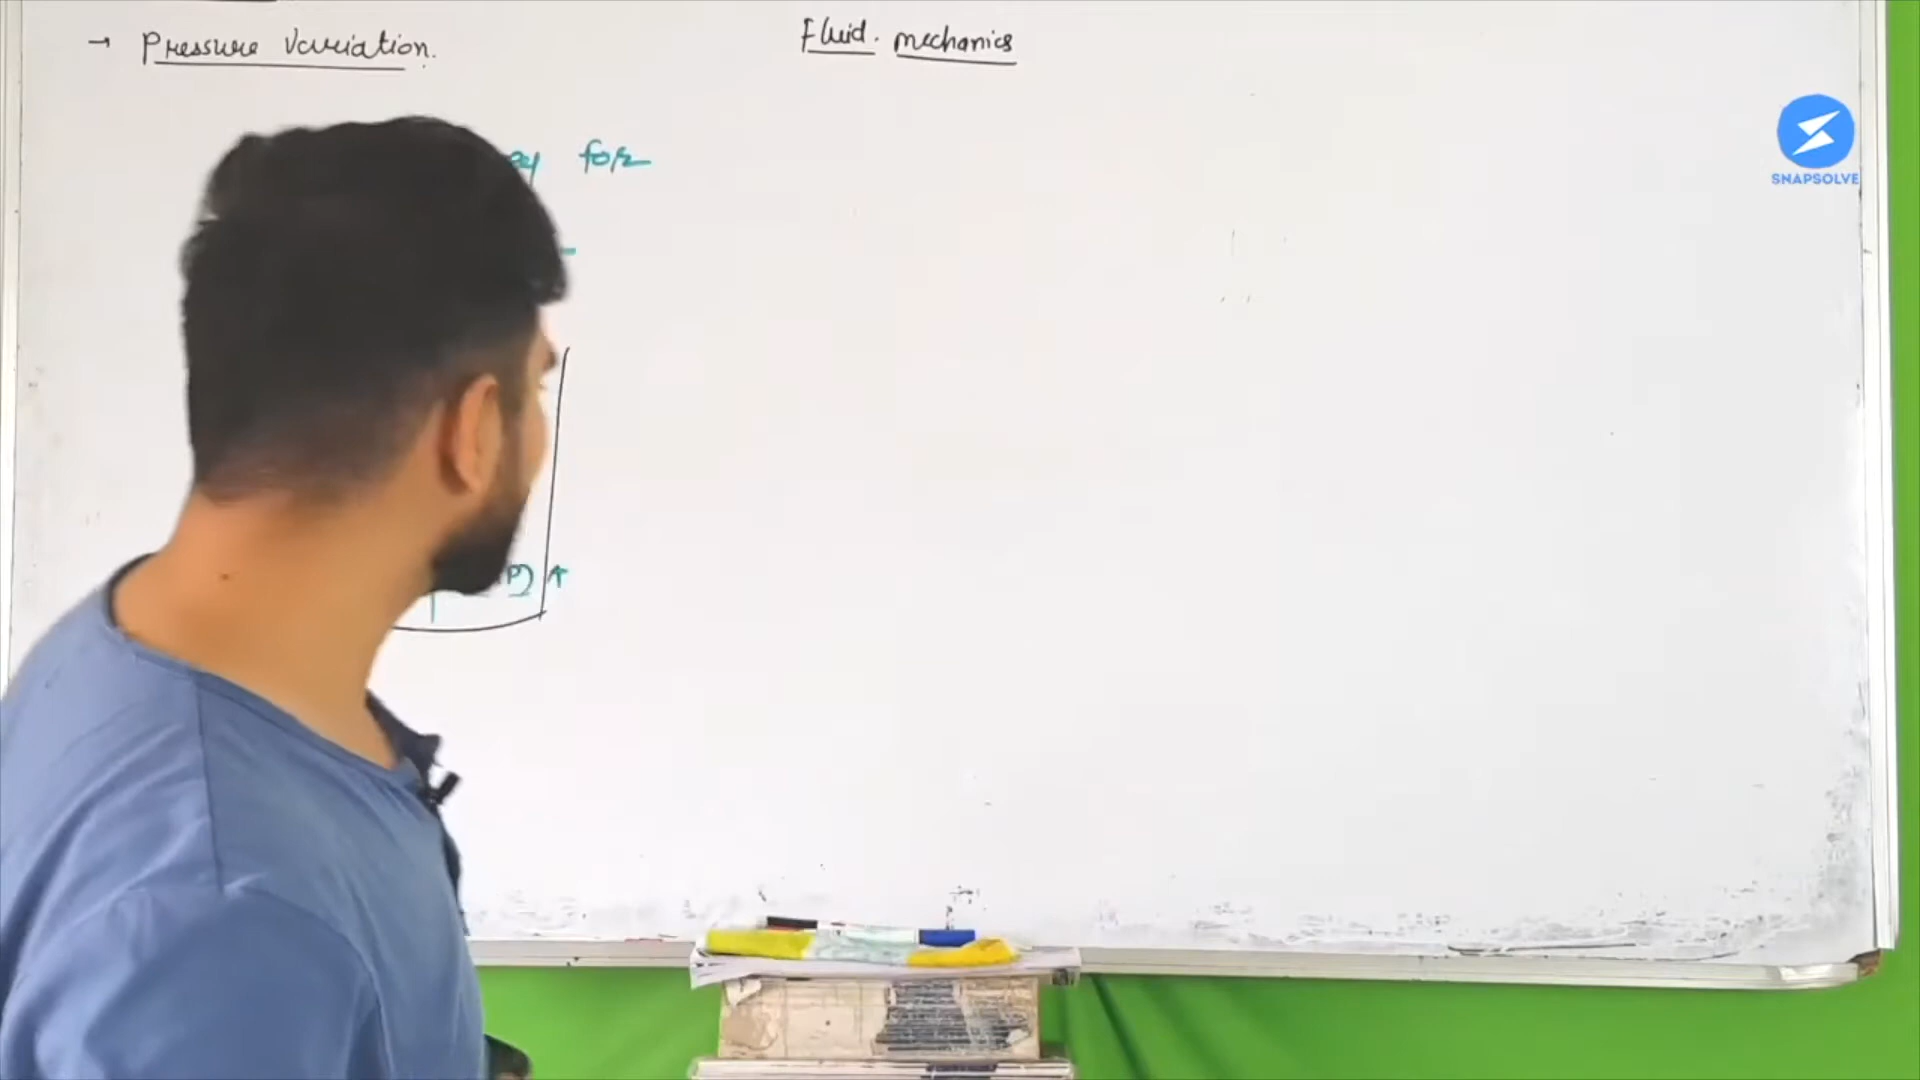 → Pressure Variation.
Fluid. mechanics
SNAPSOLVE
for